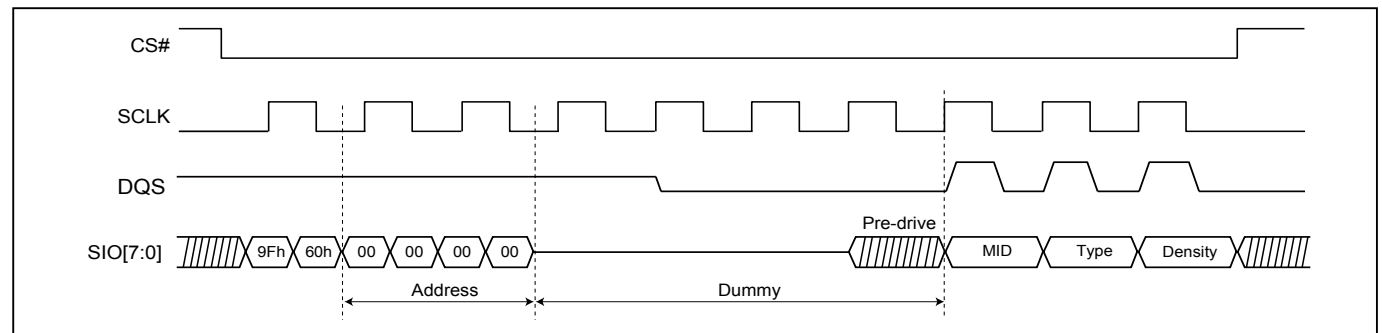 CS#
SCLK
DQS
Pre-drive
SIO[7:0] 9Fh 60h 00 00 00 00 MID Type Density
Address Dummy